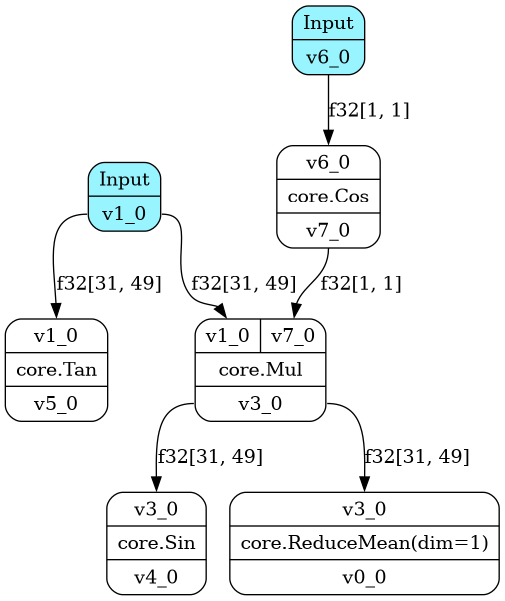 Input
v6_0
f32[1, 1]
v6_0
core.Cos
v7_0
Input
v1_0
f32[31, 49]
f32[31, 49]
f32[1, 1]
v1_0
core.Tan
v5_0
v1_0 v7_0
core.Mul
v3_0
f32[31, 49]
f32[31, 49]
v3_0
core.Sin
v4_0
v3_0
core.ReduceMean(dim=1)
v0_0